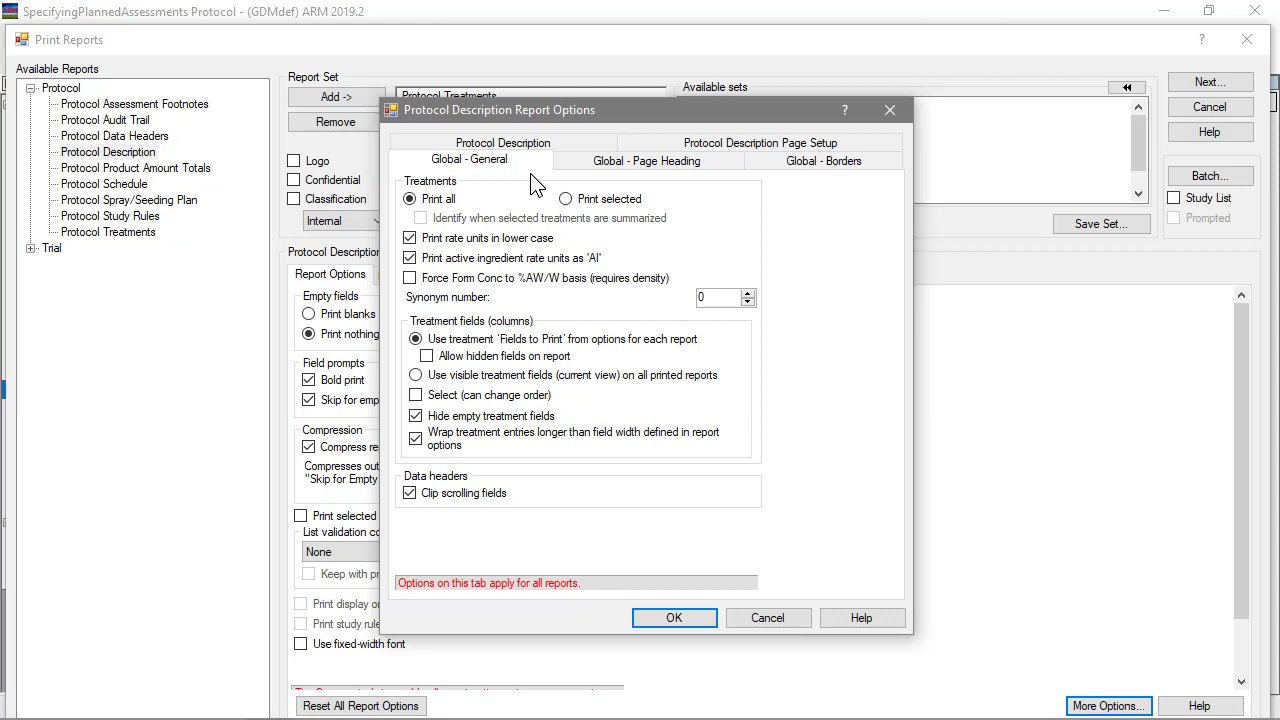 SpecifyingPlannedAssessments Protocol - (GDMdef) ARM 2019.2
Print Reports
Available Reports
Protocol
Protocol Assessment Footnotes
Protocol Audit Trail
Protocol Data Headers
Protocol Description
Protocol Product Amount Totals
Protocol Schedule
Protocol Spray/Seeding Plan
Protocol Study Rules
Protocol Treatments
Trial
Report Set
Add ->
Remove
Protocol Treatments
Available sets
Logo
Confidential
Classification
Internal
Next...
Cancel
Help
Batch...
Study List
Prompted
Save Set...
Protocol Description
Report Options
Empty fields
Print blanks
Print nothing
Field prompts
Bold print
Skip for emp
Compression
Compress re
Compresses out
"Skip for Empty
Print selected
List validation co
None
Keep with pr
Print display or
Print study rule
Use fixed-width font
Reset All Report Options
More Options...
Help
Protocol Description Report Options
Protocol Description
Protocol Description Page Setup
Global - General
Global - Page Heading
Global - Borders
Treatments
Print all
Print selected
Identify when selected treatments are summarized
Print rate units in lower case
Print active ingredient rate units as 'AI'
Force Form Conc to %AW/W basis (requires density)
Synonym number:
0
Treatment fields (columns)
Use treatment 'Fields to Print' from options for each report
Allow hidden fields on report
Use visible treatment fields (current view) on all printed reports
Select (can change order)
Hide empty treatment fields
Wrap treatment entries longer than field width defined in report
options
Data headers
Clip scrolling fields
Options on this tab apply for all reports.
OK
Cancel
Help